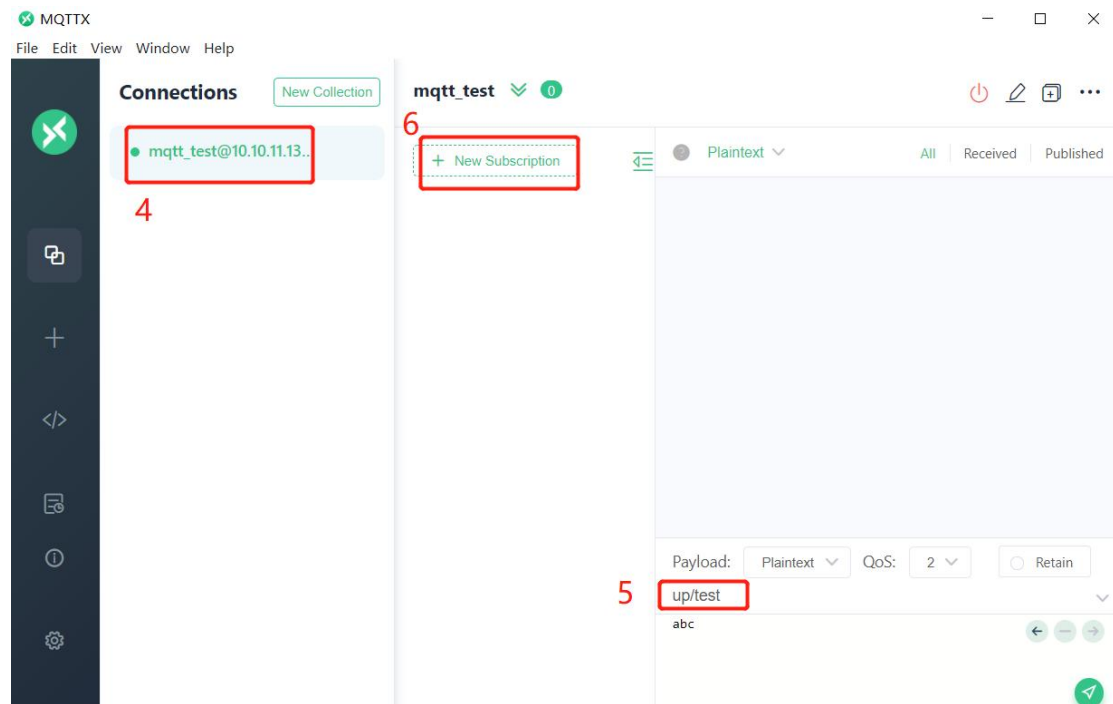 MQTTX
File Edit View Window Help
Connections
New Collection
mqtt_test@10.10.11.13..
4
mqtt_test
0
6
+ New Subscription
Plaintext
All
Received
Published
Payload:
Plaintext
QoS:
2
Retain
5
up/test
abc